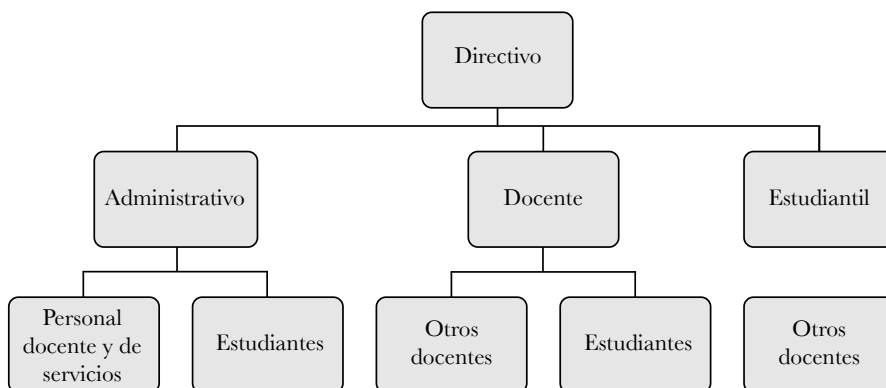 Directivo
Administrativo
Docente
Estudiantil
Personal
docente y de
servicios
Estudiantes
Otros
docentes
Estudiantes
Otros
docentes